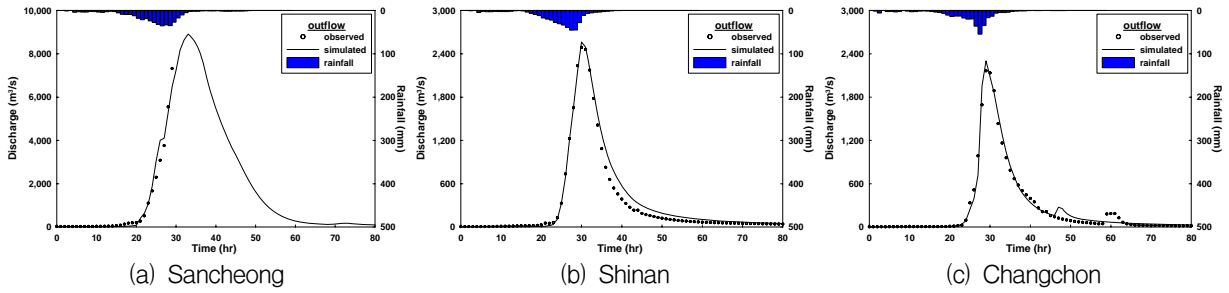 10,000
8,000
6,000
4,000
2,000
0
Discharge (m³/s)
0
100
200
300
400
500
Rainfall (mm)
outflow
observed
simulated
rainfall
0 10 20 30 40 50 60 70 80
Time (hr)
(a) Sancheong
3,000
2,400
1,800
1,200
600
0
Discharge (m³/s)
0
100
200
300
400
500
Rainfall (mm)
outflow
observed
simulated
rainfall
0 10 20 30 40 50 60 70 80
Time (hr)
(b) Shinan
3,000
2,400
1,800
1,200
600
0
Discharge (m³/s)
0
100
200
300
400
500
Rainfall (mm)
outflow
observed
simulated
rainfall
0 10 20 30 40 50 60 70 80
Time (hr)
(c) Changchon